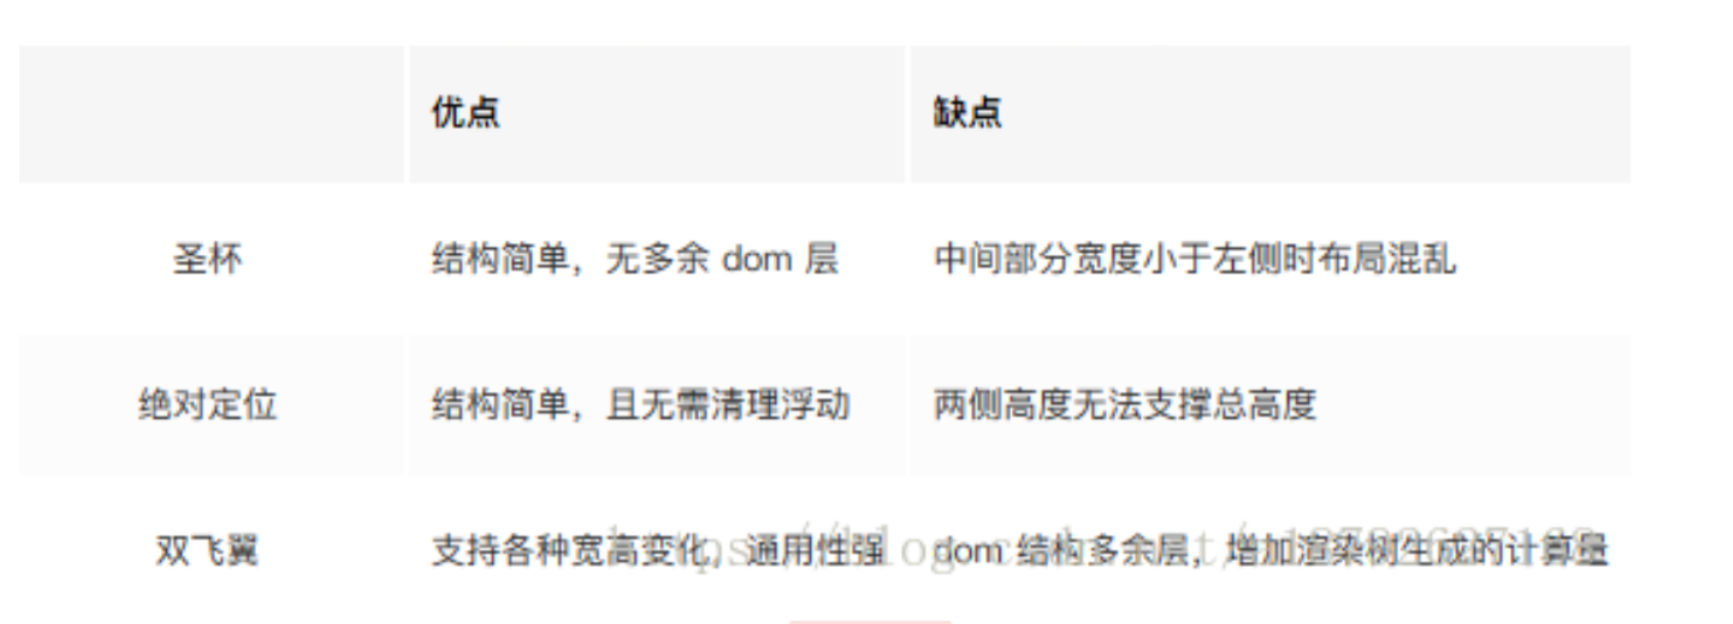 优点 缺点
圣杯 结构简单，无多余 dom 层 中间部分宽度小于左侧时布局混乱
绝对定位 结构简单，且无需清理浮动 两侧高度无法支撑总高度
双飞翼 支持各种宽高变化，通用性强 dom 结构多余层，增加渲染树生成的计算量